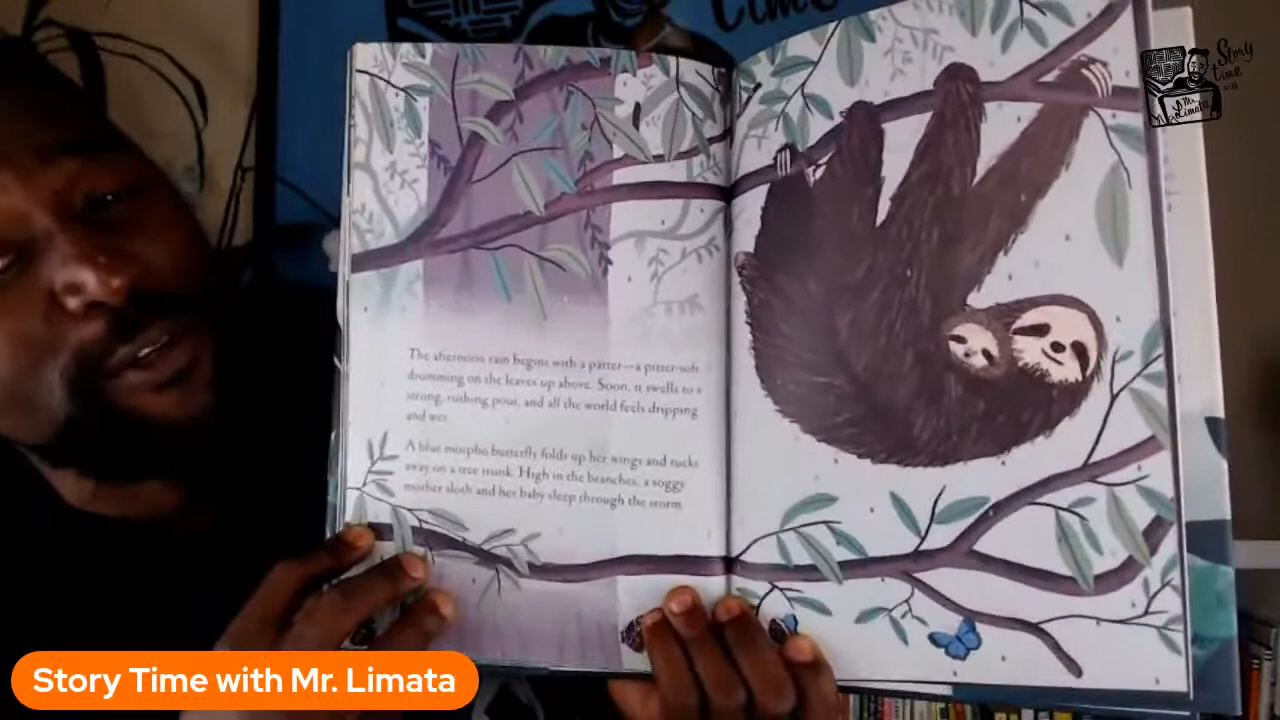 time
Story
time
with
Mr.
Limata
The afternoon rain begins with a patter—a pitter-soft
drumming on the leaves up above. Soon, it swells to a
strong, rushing pour, and all the world feels dripping
and wet.
A blue morpho butterfly folds up her wings and tucks
away on a tree trunk. High in the branches, a soggy
mother sloth and her baby sleep through the storm.
Story Time with Mr. Limata